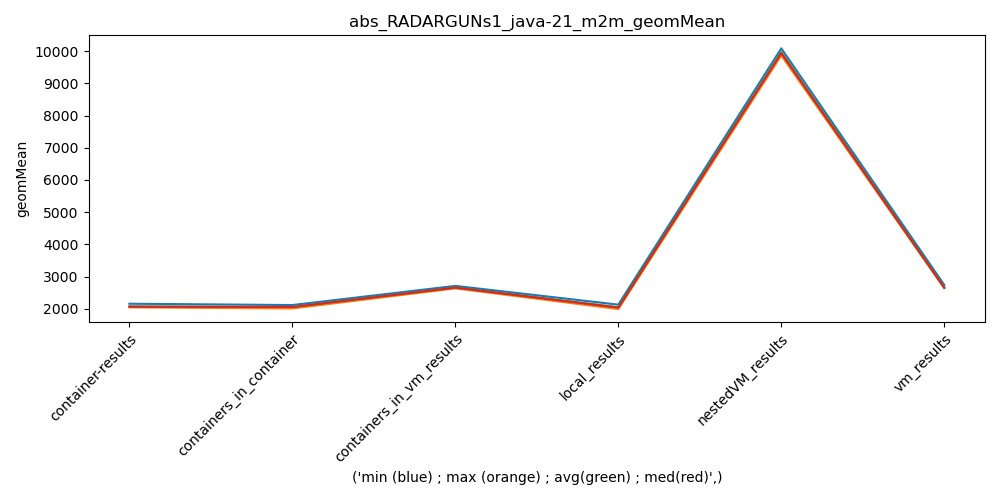 abs_RADARGUNs1_java-21_m2m_geomMean
geomMean
10000
9000
8000
7000
6000
5000
4000
3000
2000
container-results
containers_in_container
containers_in_vm_results
local_results
nestedVM_results
vm_results
('min (blue) ; max (orange) ; avg(green) ; med(red)',)